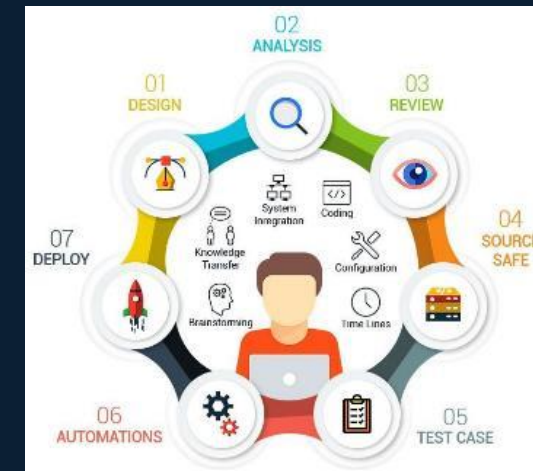 02
ANALYSIS
01
DESIGN
03
REVIEW
04
SOURCE
SAFE
07
DEPLOY
System
Inregration
Coding
Knowledge
Transfer
Configuration
Brainstorming
Time Lines
06
AUTOMATIONS
05
TEST CASE